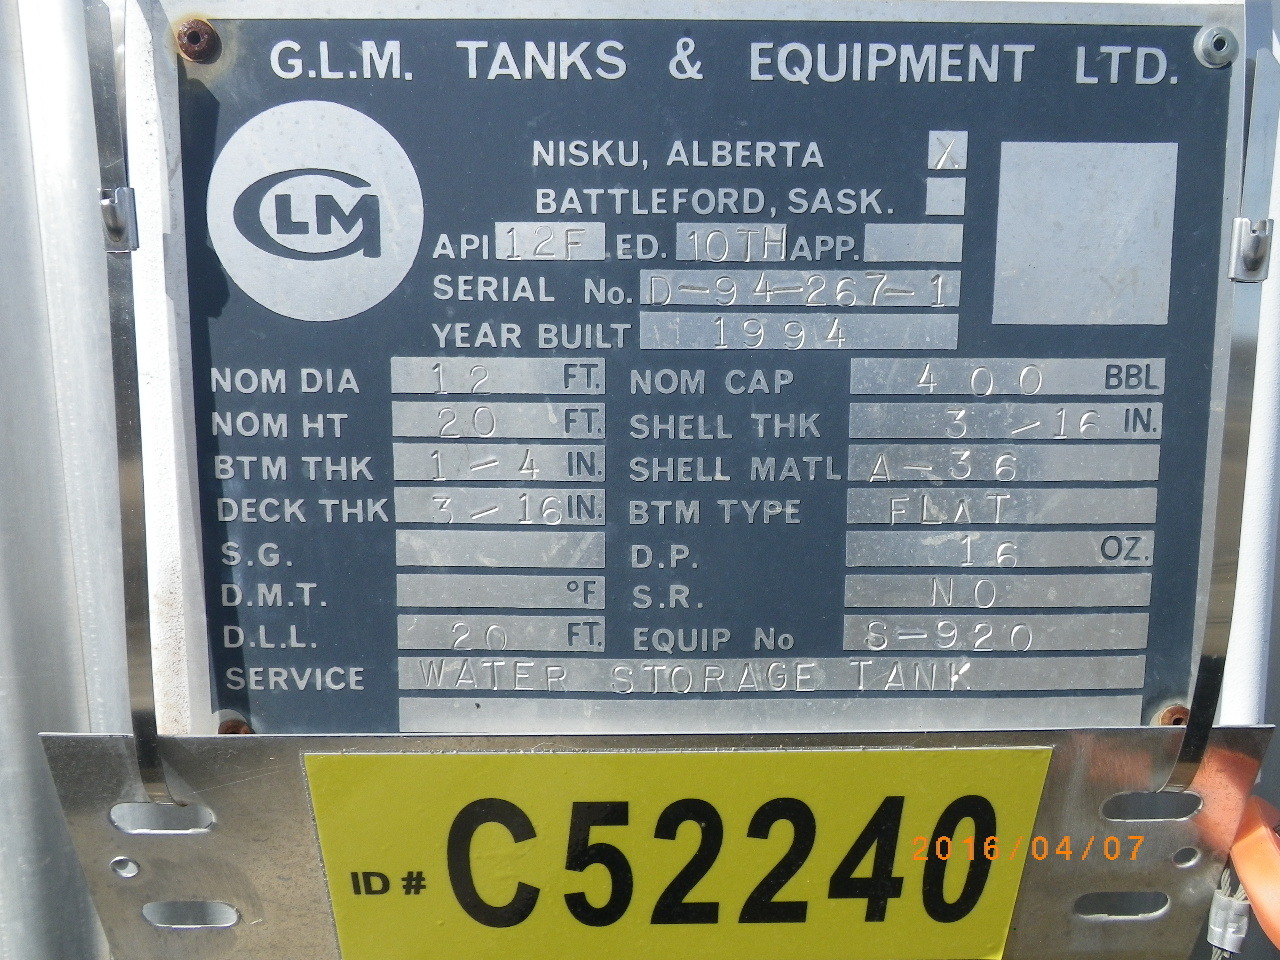 G.L.M. TANKS & EQUIPMENT LTD.
GLM
NISKU, ALBERTA X
BATTLEFORD, SASK.
API 12F ED. 10TH APP.
SERIAL No. D-94-267-1
YEAR BUILT 1994
NOM DIA 12 FT. NOM CAP 400 BBL
NOM HT 20 FT. SHELL THK 3-16 IN.
BTM THK 1-4 IN. SHELL MATL A-36
DECK THK 3-16 IN. BTM TYPE FLAT
S.G. D.P. 16 OZ.
D.M.T. °F S.R. NO
D.L.L. 20 FT. EQUIP No S-920
SERVICE WATER STORAGE TANK
ID # C52240
2016/04/07